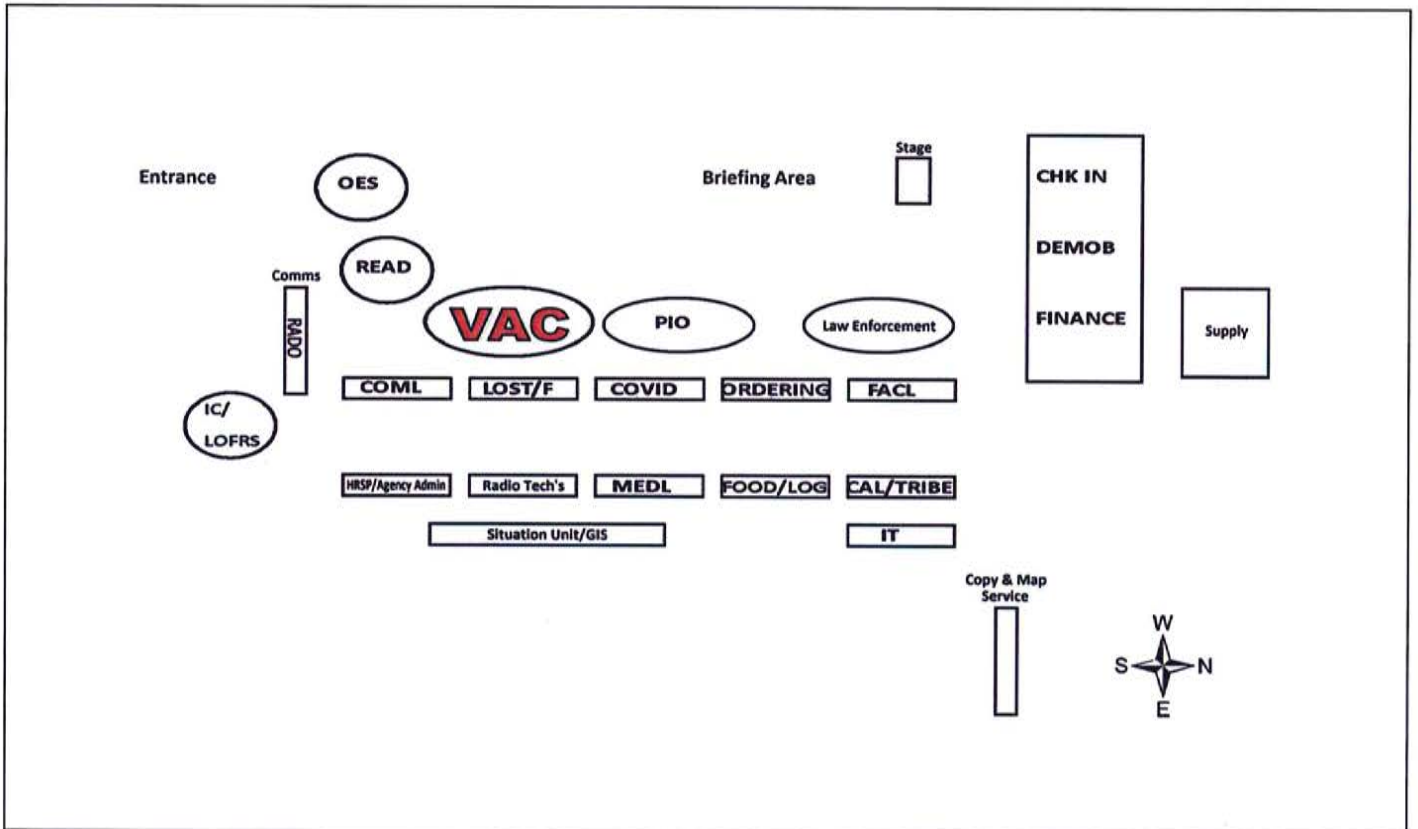 Stage
Entrance
OES
Briefing Area
CHK IN
READ
DEMOB
Comms
RADO
VAC
PIO
Law Enforcement
FINANCE
Supply
COML
LOST/F
COVID
ORDERING
FACL
IC/
LOFRS
HRSP/Agency Admin
Radio Tech's
MEDL
FOOD/LOG
CAL/TRIBE
Situation Unit/GIS
IT
Copy & Map
Service
W
S
N
E